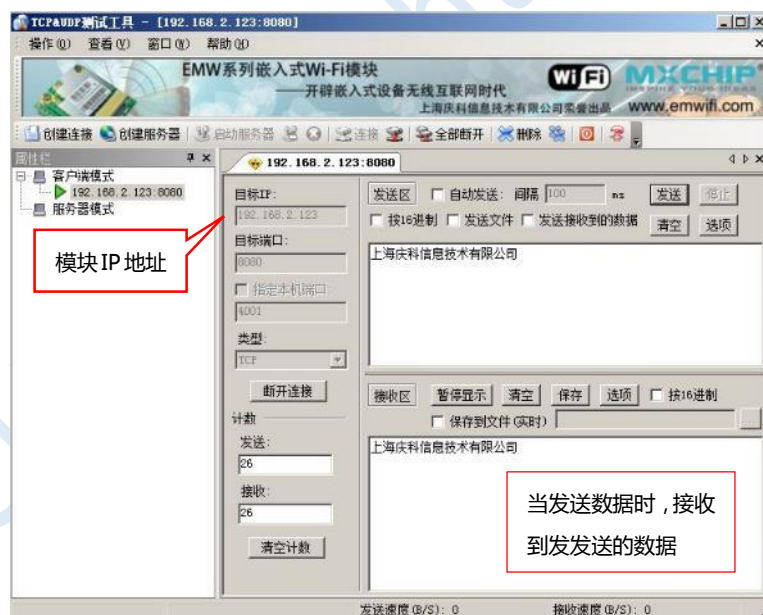 TCP&UDP测试工具 - [192.168.2.123:8080]
操作(O) 查看(V) 窗口(W) 帮助(H)
EMW系列嵌入式Wi-Fi模块
——开辟嵌入式设备无线互联网时代
上海庆科信息技术有限公司荣誉出品
Wi Fi
MXCHIP
www.emwifi.com
创建连接 创建服务器 启动服务器 连接 全部断开 删除
属性栏
192.168.2.123:8080
客户端模式
192.168.2.123:8080
服务器模式
模块IP地址
目标IP:
192.168.2.123
目标端口:
8080
指定本机端口:
4001
类型:
TCP
断开连接
计数
发送:
26
接收:
26
清空计数
发送区 自动发送: 间隔 100 ms 发送 停止
按16进制 发送文件 发送接收到的数据 清空 选项
上海庆科信息技术有限公司
接收区 暂停显示 清空 保存 选项 按16进制
保存到文件(实时)
上海庆科信息技术有限公司
当发送数据时,接收
到发发送的数据
发送速度(B/S): 0 接收速度(B/S): 0